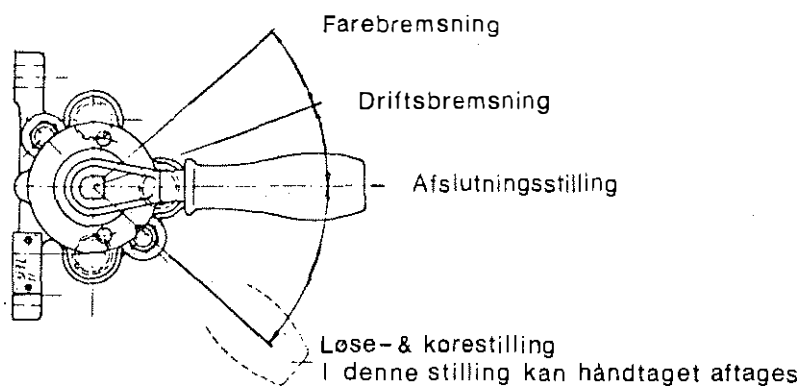 Farebremsning
Driftsbremsning
Afslutningsstilling
Løse-& korestilling
I denne stilling kan håndtaget aftages